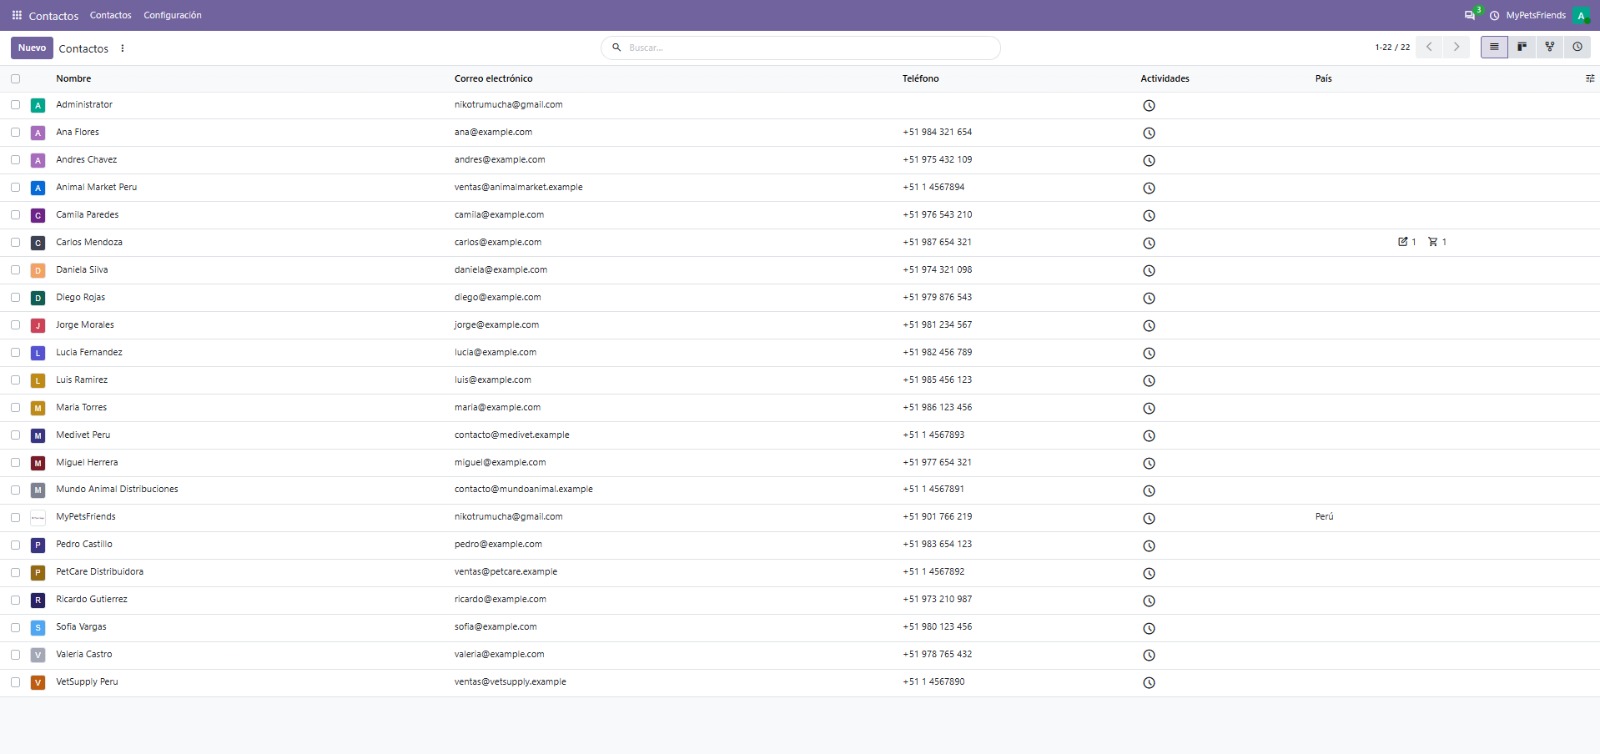 Contactos Contactos Configuración 3 MyPetsFriends A
Nuevo Contactos Buscar... 1-22 / 22
Nombre Correo electrónico Teléfono Actividades País
A Administrator nikotrumucha@gmail.com
A Ana Flores ana@example.com +51 984 321 654
A Andres Chavez andres@example.com +51 975 432 109
A Animal Market Peru ventas@animalmarket.example +51 1 4567894
C Camila Paredes camila@example.com +51 976 543 210
C Carlos Mendoza carlos@example.com +51 987 654 321 1 1
D Daniela Silva daniela@example.com +51 974 321 098
D Diego Rojas diego@example.com +51 979 876 543
J Jorge Morales jorge@example.com +51 981 234 567
L Lucia Fernandez lucia@example.com +51 982 456 789
L Luis Ramirez luis@example.com +51 985 456 123
M Maria Torres maria@example.com +51 986 123 456
M Medivet Peru contacto@medivet.example +51 1 4567893
M Miguel Herrera miguel@example.com +51 977 654 321
M Mundo Animal Distribuciones contacto@mundoanimal.example +51 1 4567891
MyPetsFriends nikotrumucha@gmail.com +51 901 766 219 Perú
P Pedro Castillo pedro@example.com +51 983 654 123
P PetCare Distribuidora ventas@petcare.example +51 1 4567892
R Ricardo Gutierrez ricardo@example.com +51 973 210 987
S Sofia Vargas sofia@example.com +51 980 123 456
V Valeria Castro valeria@example.com +51 978 765 432
V VetSupply Peru ventas@vetsupply.example +51 1 4567890